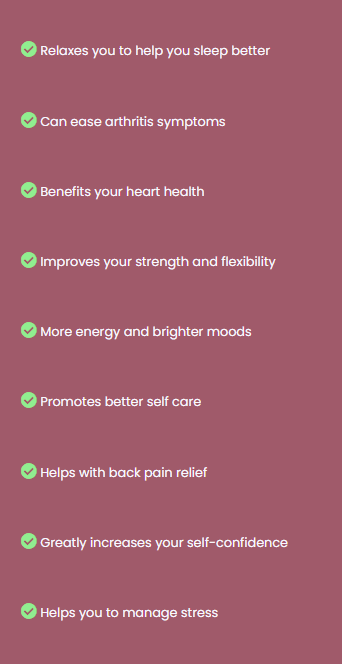 Relaxes you to help you sleep better
Can ease arthritis symptoms
Benefits your heart health
Improves your strength and flexibility
More energy and brighter moods
Promotes better self care
Helps with back pain relief
Greatly increases your self-confidence
Helps you to manage stress